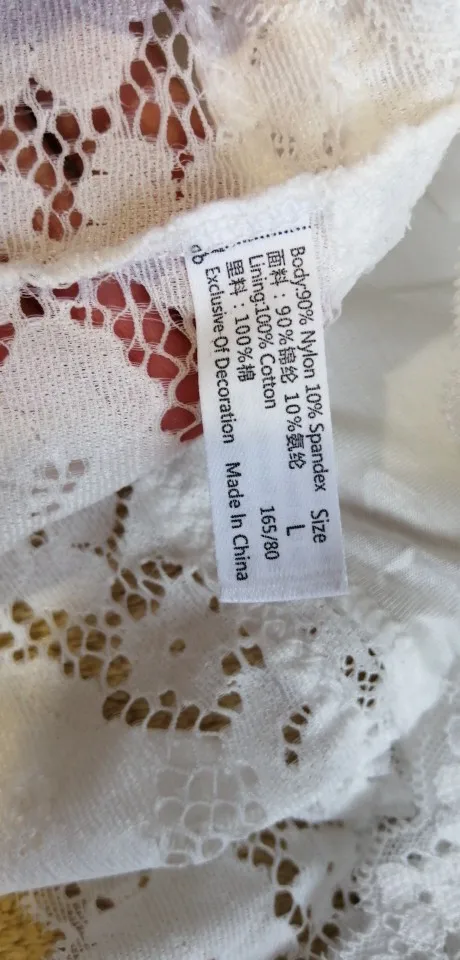 Body:90% Nylon 10% Spandex Size
面料：90%锦纶 10%氨纶 L
Lining:100% Cotton 165/80
里料：100%棉
Exclusive Of Decoration Made In China